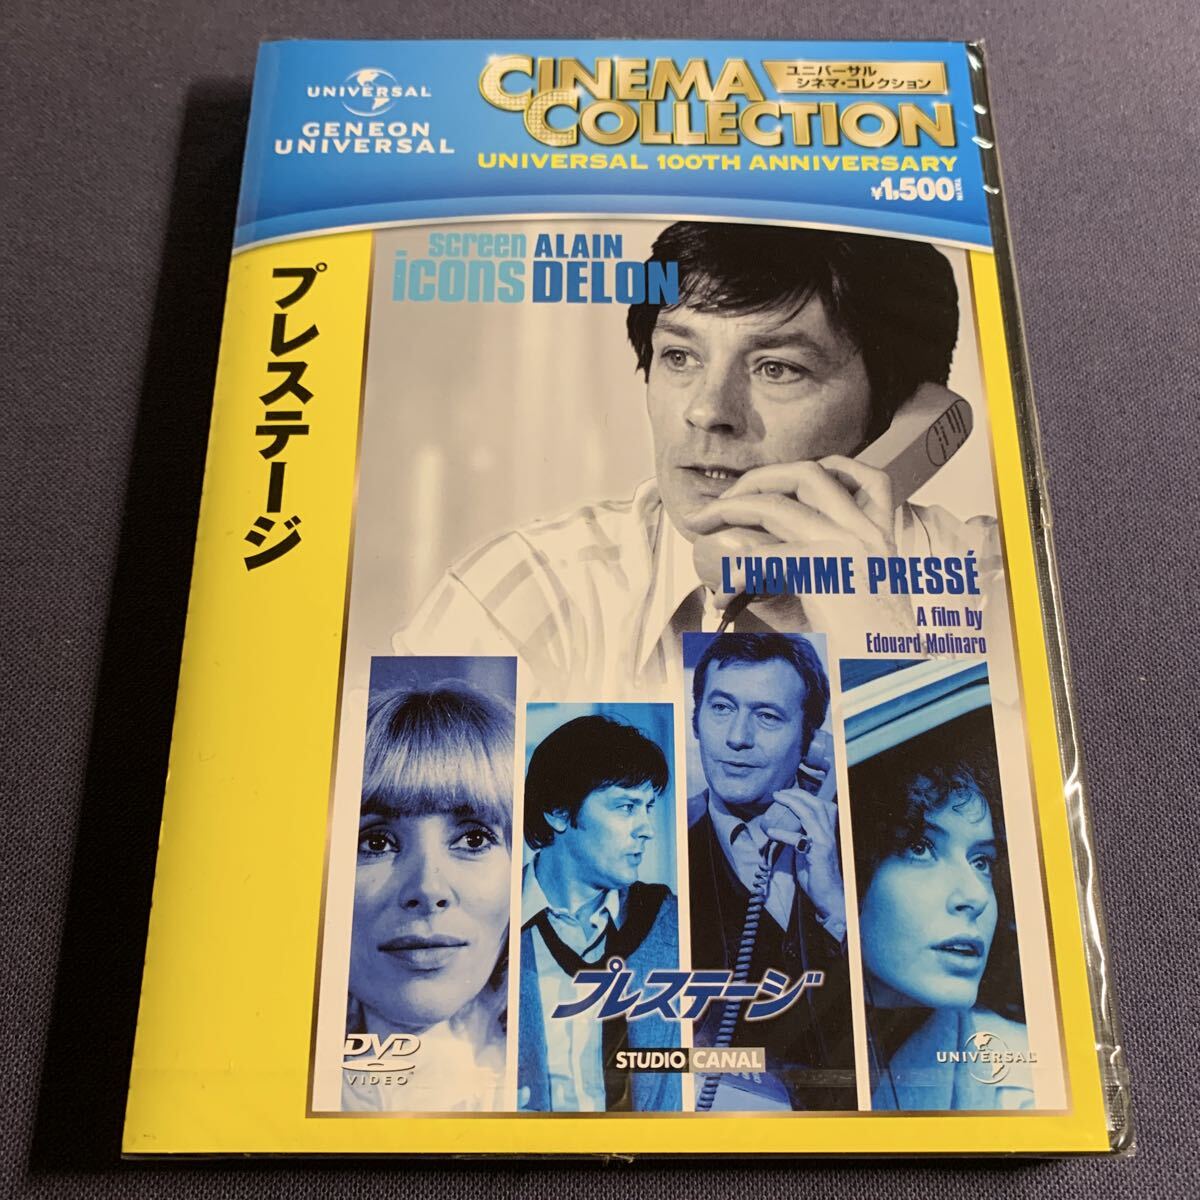 UNIVERSAL
GENEON
UNIVERSAL
CINEMA
COLLECTION
ユニバーサル
シネマ・コレクション
UNIVERSAL 100TH ANNIVERSARY
¥1,500
プレステージ
screen ALAIN
icons DELON
L'HOMME PRESSÉ
A film by
Edouard Molinaro
プレステージ
DVD
VIDEO
STUDIO CANAL
UNIVERSAL